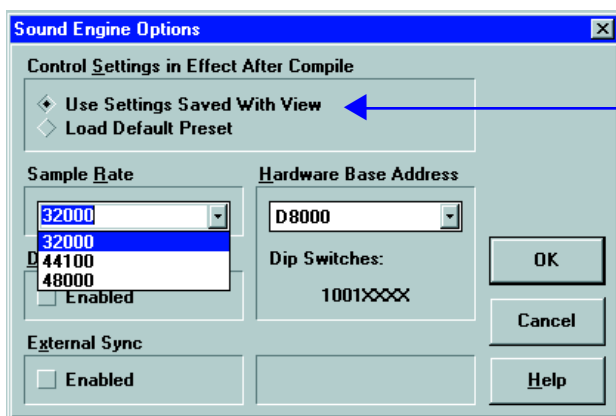 Sound Engine Options
Control Settings in Effect After Compile
Use Settings Saved With View
Load Default Preset
Sample Rate
32000
32000
44100
48000
D
Enabled
Hardware Base Address
D8000
Dip Switches:
1001XXXX
External Sync
Enabled
OK
Cancel
Help